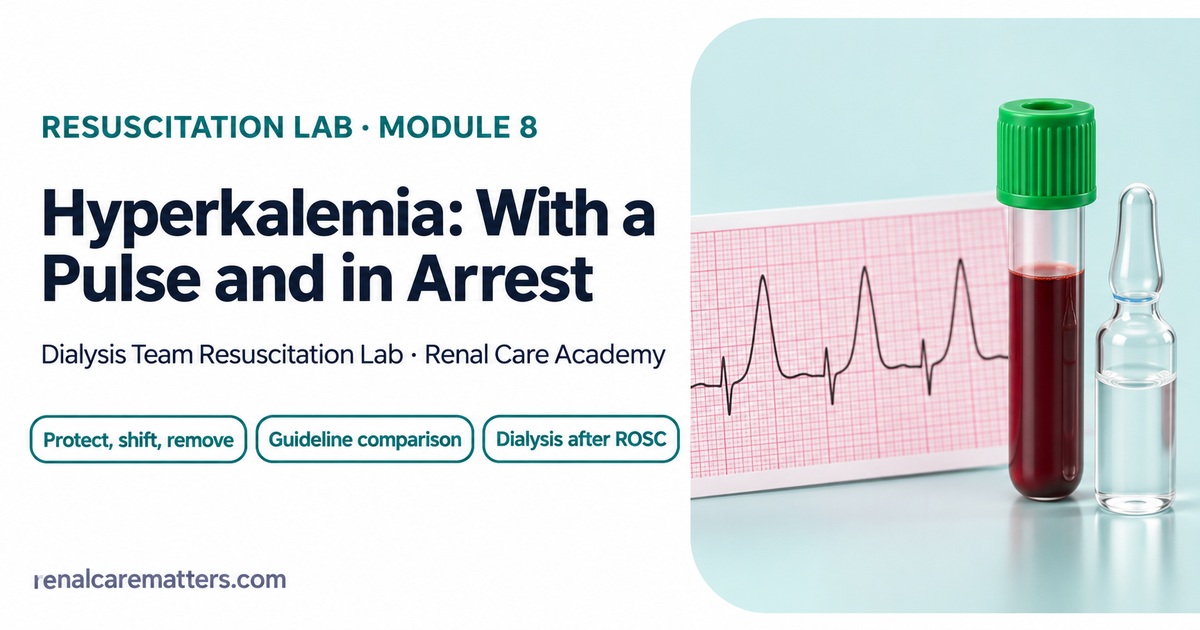 RESUSCITATION LAB · MODULE 8
Hyperkalemia: With a
Pulse and in Arrest
Dialysis Team Resuscitation Lab · Renal Care Academy
Protect, shift, remove
Guideline comparison
Dialysis after ROSC
renalcarematters.com